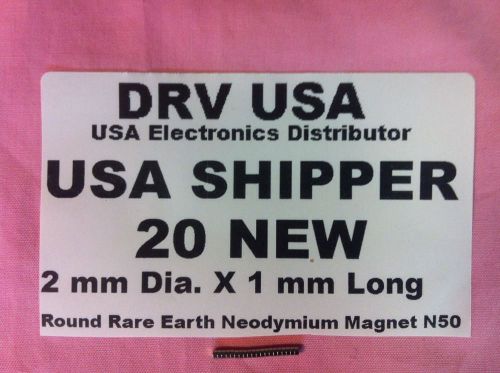 DRV USA
USA Electronics Distributor
USA SHIPPER
20 NEW
2 mm Dia. X 1 mm Long
Round Rare Earth Neodymium Magnet N50